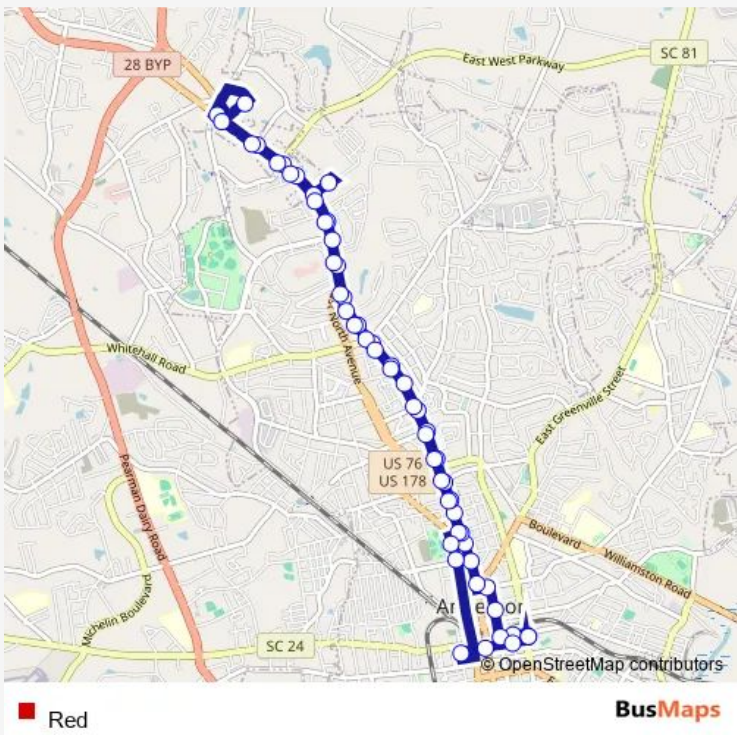 28 BYP
East West Parkway
SC 81
Whitehall Road
North Avenue
East Greenville Street
US 76
US 178
Pearman Dairy Road
Boulevard
Williamston Road
Michelin Boulevard
SC 24
© OpenStreetMap contributors
Red
BusMaps